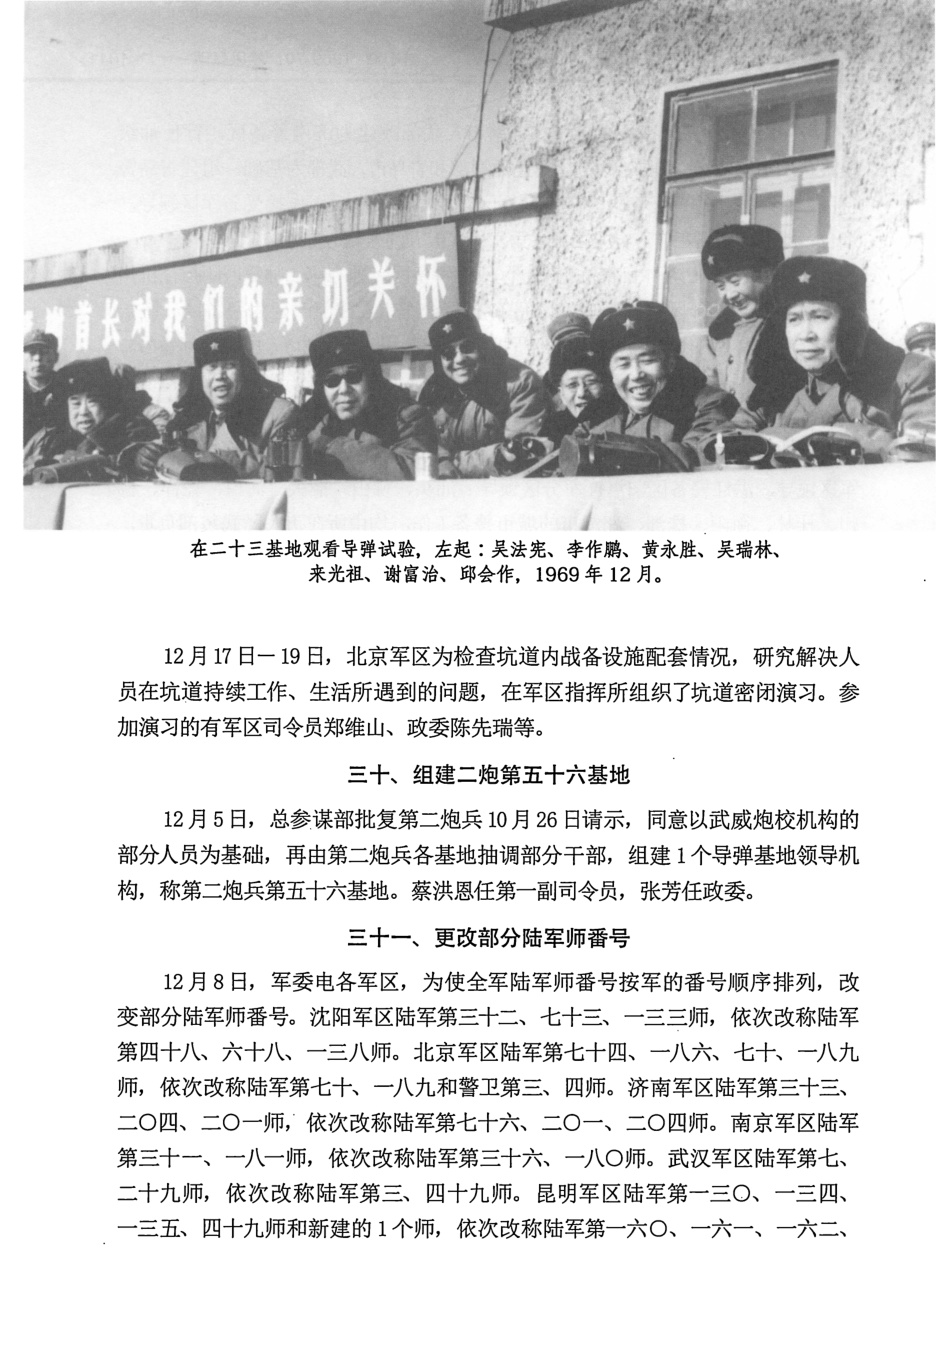 首长对我们的亲切关怀
在二十三基地观看导弹试验，左起：吴法宪、李作鹏、黄永胜、吴瑞林、
来光祖、谢富治、邱会作，1969年12月。
12月17日—19日，北京军区为检查坑道内战备设施配套情况，研究解决人
员在坑道持续工作、生活所遇到的问题，在军区指挥所组织了坑道密闭演习。参
加演习的有军区司令员郑维山、政委陈先瑞等。
三十、组建二炮第五十六基地
12月5日，总参谋部批复第二炮兵10月26日请示，同意以武威炮校机构的
部分人员为基础，再由第二炮兵各基地抽调部分干部，组建1个导弹基地领导机
构，称第二炮兵第五十六基地。蔡洪恩任第一副司令员，张芳任政委。
三十一、更改部分陆军师番号
12月8日，军委电各军区，为使全军陆军师番号按军的番号顺序排列，改
变部分陆军师番号。沈阳军区陆军第三十二、七十三、一三三师，依次改称陆军
第四十八、六十八、一三八师。北京军区陆军第七十四、一八六、七十、一八九
师，依次改称陆军第七十、一八九和警卫第三、四师。济南军区陆军第三十三、
二〇四、二〇一师，依次改称陆军第七十六、二〇一、二〇四师。南京军区陆军
第三十一、一八一师，依次改称陆军第三十六、一八〇师。武汉军区陆军第七、
二十九师，依次改称陆军第三、四十九师。昆明军区陆军第一三〇、一三四、
一三五、四十九师和新建的1个师，依次改称陆军第一六〇、一六一、一六二、